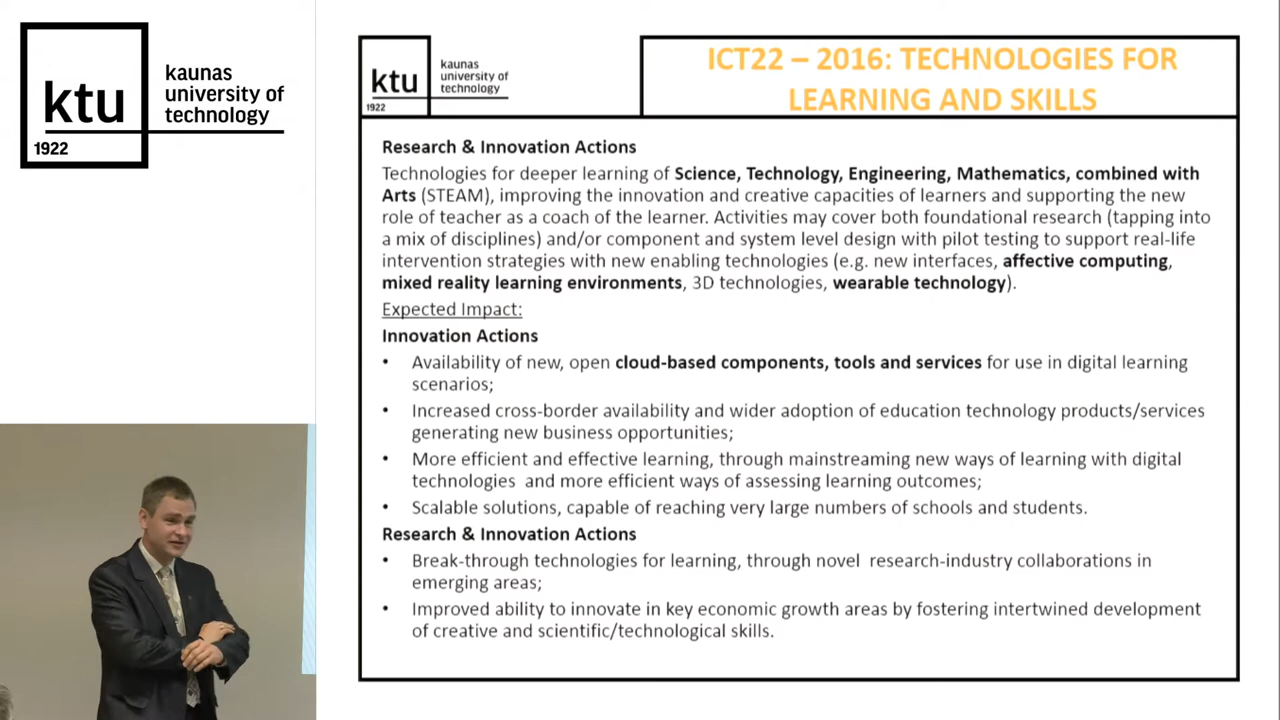 ktu
1922
kaunas
university of
technology
ktu
1922
kaunas
university of
technology
ICT22 – 2016: TECHNOLOGIES FOR
LEARNING AND SKILLS
Research & Innovation Actions
Technologies for deeper learning of Science, Technology, Engineering, Mathematics, combined with
Arts (STEAM), improving the innovation and creative capacities of learners and supporting the new
role of teacher as a coach of the learner. Activities may cover both foundational research (tapping into
a mix of disciplines) and/or component and system level design with pilot testing to support real-life
intervention strategies with new enabling technologies (e.g. new interfaces, affective computing,
mixed reality learning environments, 3D technologies, wearable technology).
Expected Impact:
Innovation Actions
• Availability of new, open cloud-based components, tools and services for use in digital learning
scenarios;
• Increased cross-border availability and wider adoption of education technology products/services
generating new business opportunities;
• More efficient and effective learning, through mainstreaming new ways of learning with digital
technologies and more efficient ways of assessing learning outcomes;
• Scalable solutions, capable of reaching very large numbers of schools and students.
Research & Innovation Actions
• Break-through technologies for learning, through novel research-industry collaborations in
emerging areas;
• Improved ability to innovate in key economic growth areas by fostering intertwined development
of creative and scientific/technological skills.